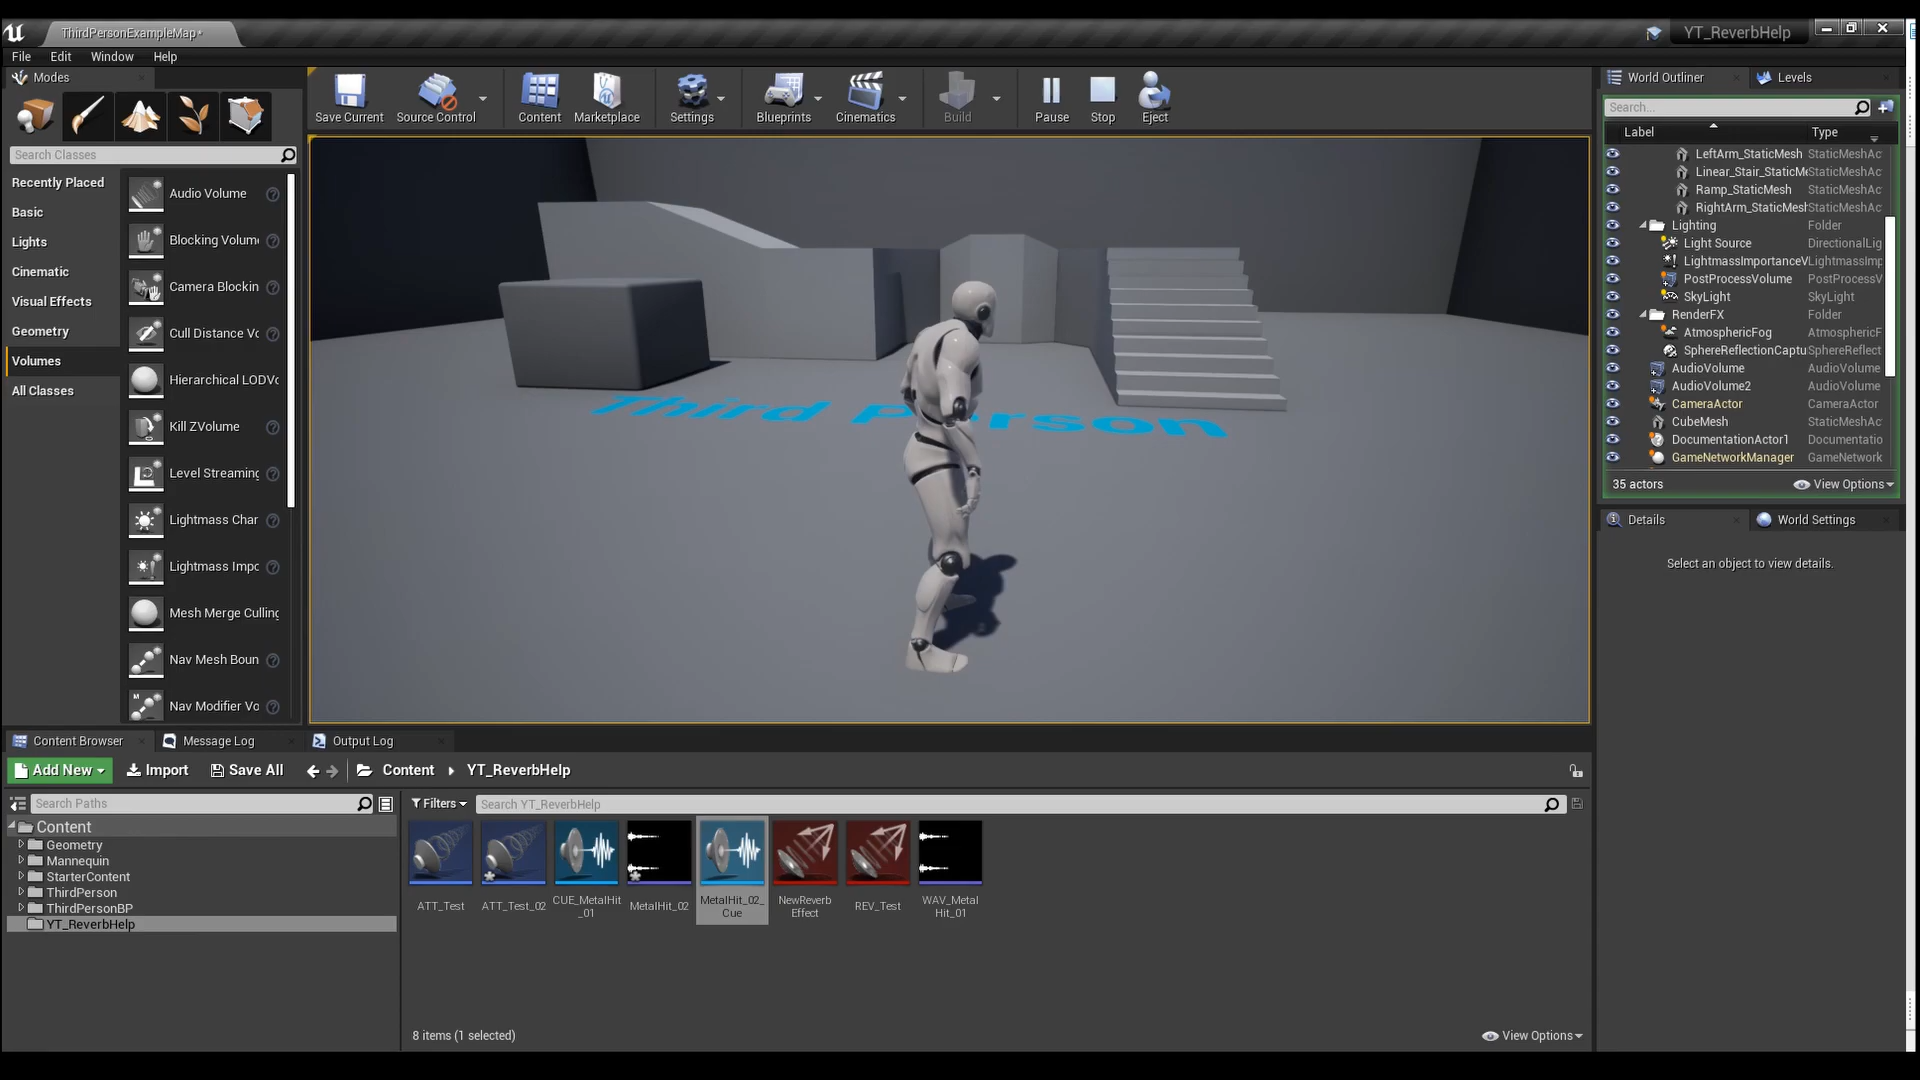 ThirdPersonExampleMap*
YT_ReverbHelp
File Edit Window Help
Modes
Save Current
Source Control
Content
Marketplace
Settings
Blueprints
Cinematics
Build
Pause
Stop
Eject
Search Classes
Recently Placed
Basic
Lights
Cinematic
Visual Effects
Geometry
Volumes
All Classes
Audio Volume
Blocking Volum
Camera Blockin
Cull Distance Vo
Hierarchical LODVo
Kill ZVolume
Level Streaming
Lightmass Char
Lightmass Impo
Mesh Merge Culling
Nav Mesh Boun
Nav Modifier Vo
Third Person
World Outliner
Levels
Search...
Label Type
LeftArm_StaticMesh StaticMeshAc
Linear_Stair_StaticMe StaticMeshAc
Ramp_StaticMesh StaticMeshAc
RightArm_StaticMesh StaticMeshAc
Lighting Folder
Light Source DirectionalLig
LightmassImportanceV LightmassImp
PostProcessVolume PostProcessV
SkyLight SkyLight
RenderFX Folder
AtmosphericFog AtmosphericF
SphereReflectionCaptu SphereReflect
AudioVolume AudioVolume
AudioVolume2 AudioVolume
CameraActor CameraActor
CubeMesh StaticMeshAc
DocumentationActor1 Documentatio
GameNetworkManager GameNetwork
35 actors
View Options
Details
World Settings
Select an object to view details.
Content Browser
Message Log
Output Log
Add New
Import
Save All
Content
YT_ReverbHelp
Search Paths
Filters
Search YT_ReverbHelp
Content
Geometry
Mannequin
StarterContent
ThirdPerson
ThirdPersonBP
YT_ReverbHelp
ATT_Test
ATT_Test_02
CUE_MetalHit
_01
MetalHit_02
MetalHit_02_
Cue
NewReverb
Effect
REV_Test
WAV_Metal
Hit_01
8 items (1 selected)
View Options